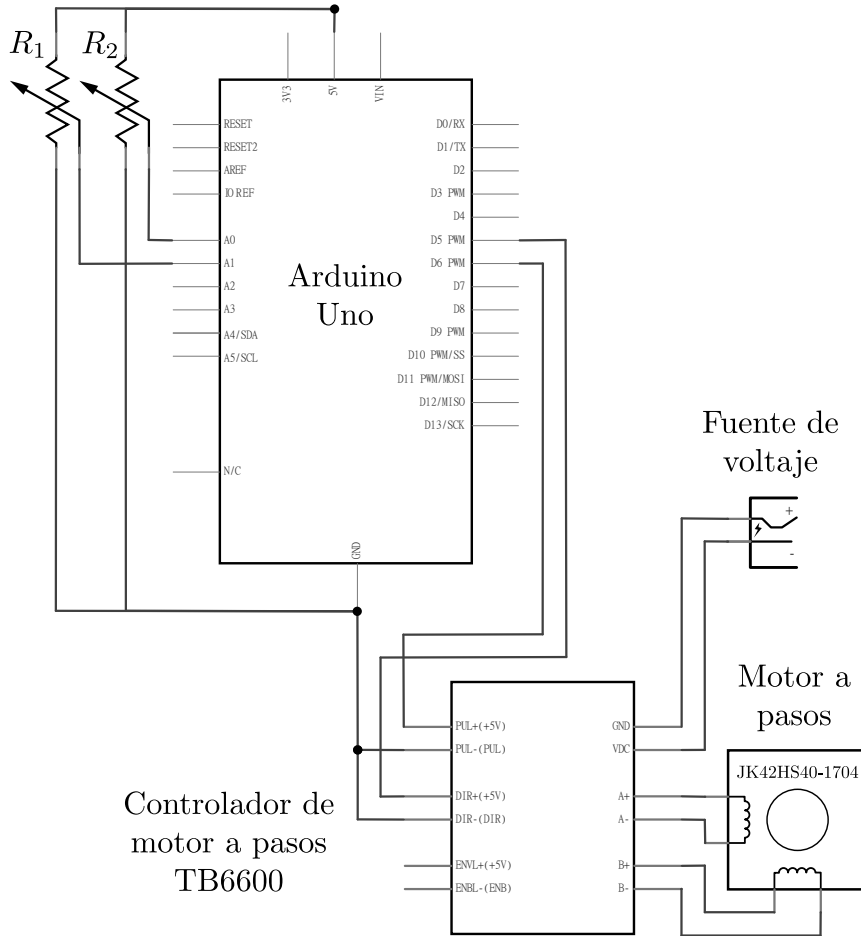 R1
R2
3V3
5V
VIN
RESET
RESET2
AREF
IO REF
A0
A1
A2
A3
A4/SDA
A5/SCL
N/C
D0/RX
D1/TX
D2
D3 PWM
D4
D5 PWM
D6 PWM
D7
D8
D9 PWM
D10 PWM/SS
D11 PWM/MOSI
D12/MISO
D13/SCK
Arduino
Uno
GND
Fuente de
voltaje
+
-
PUL+(+5V)
PUL-(PUL)
DIR+(+5V)
DIR-(DIR)
ENVL+(+5V)
ENBL-(ENB)
GND
VDC
A+
A-
B+
B-
Controlador de
motor a pasos
TB6600
Motor a
pasos
JK42HS40-1704